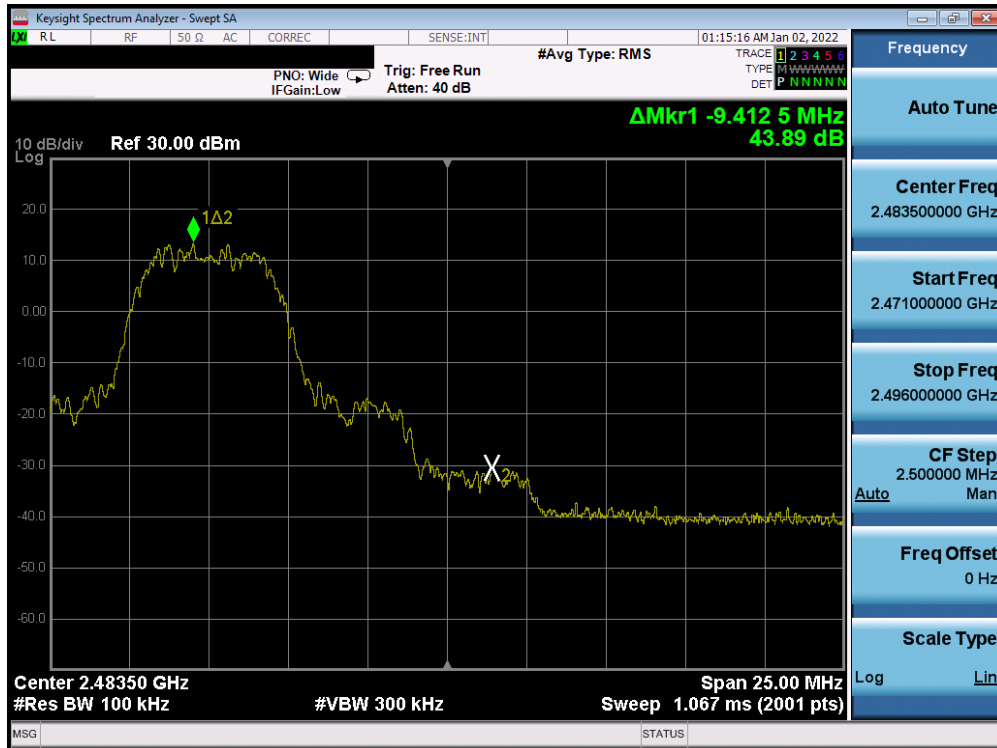 Keysight Spectrum Analyzer - Swept SA
LXI RL RF 50 Ω AC CORREC SENSE:INT 01:15:16 AM Jan 02, 2022
PNO: Wide
IFGain:Low
Trig: Free Run
Atten: 40 dB
#Avg Type: RMS
TRACE 1 2 3 4 5 6
TYPE M WWWWW
DET P N N N N N
ΔMkr1 -9.412 5 MHz
43.89 dB
10 dB/div
Log
Ref 30.00 dBm
20.0
10.0
0.00
-10.0
-20.0
-30.0
-40.0
-50.0
-60.0
1Δ2
X2
Center 2.48350 GHz
Span 25.00 MHz
#Res BW 100 kHz
#VBW 300 kHz
Sweep 1.067 ms (2001 pts)
MSG
STATUS
Frequency
Auto Tune
Center Freq
2.483500000 GHz
Start Freq
2.471000000 GHz
Stop Freq
2.496000000 GHz
CF Step
2.500000 MHz
Auto Man
Freq Offset
0 Hz
Scale Type
Log Lin